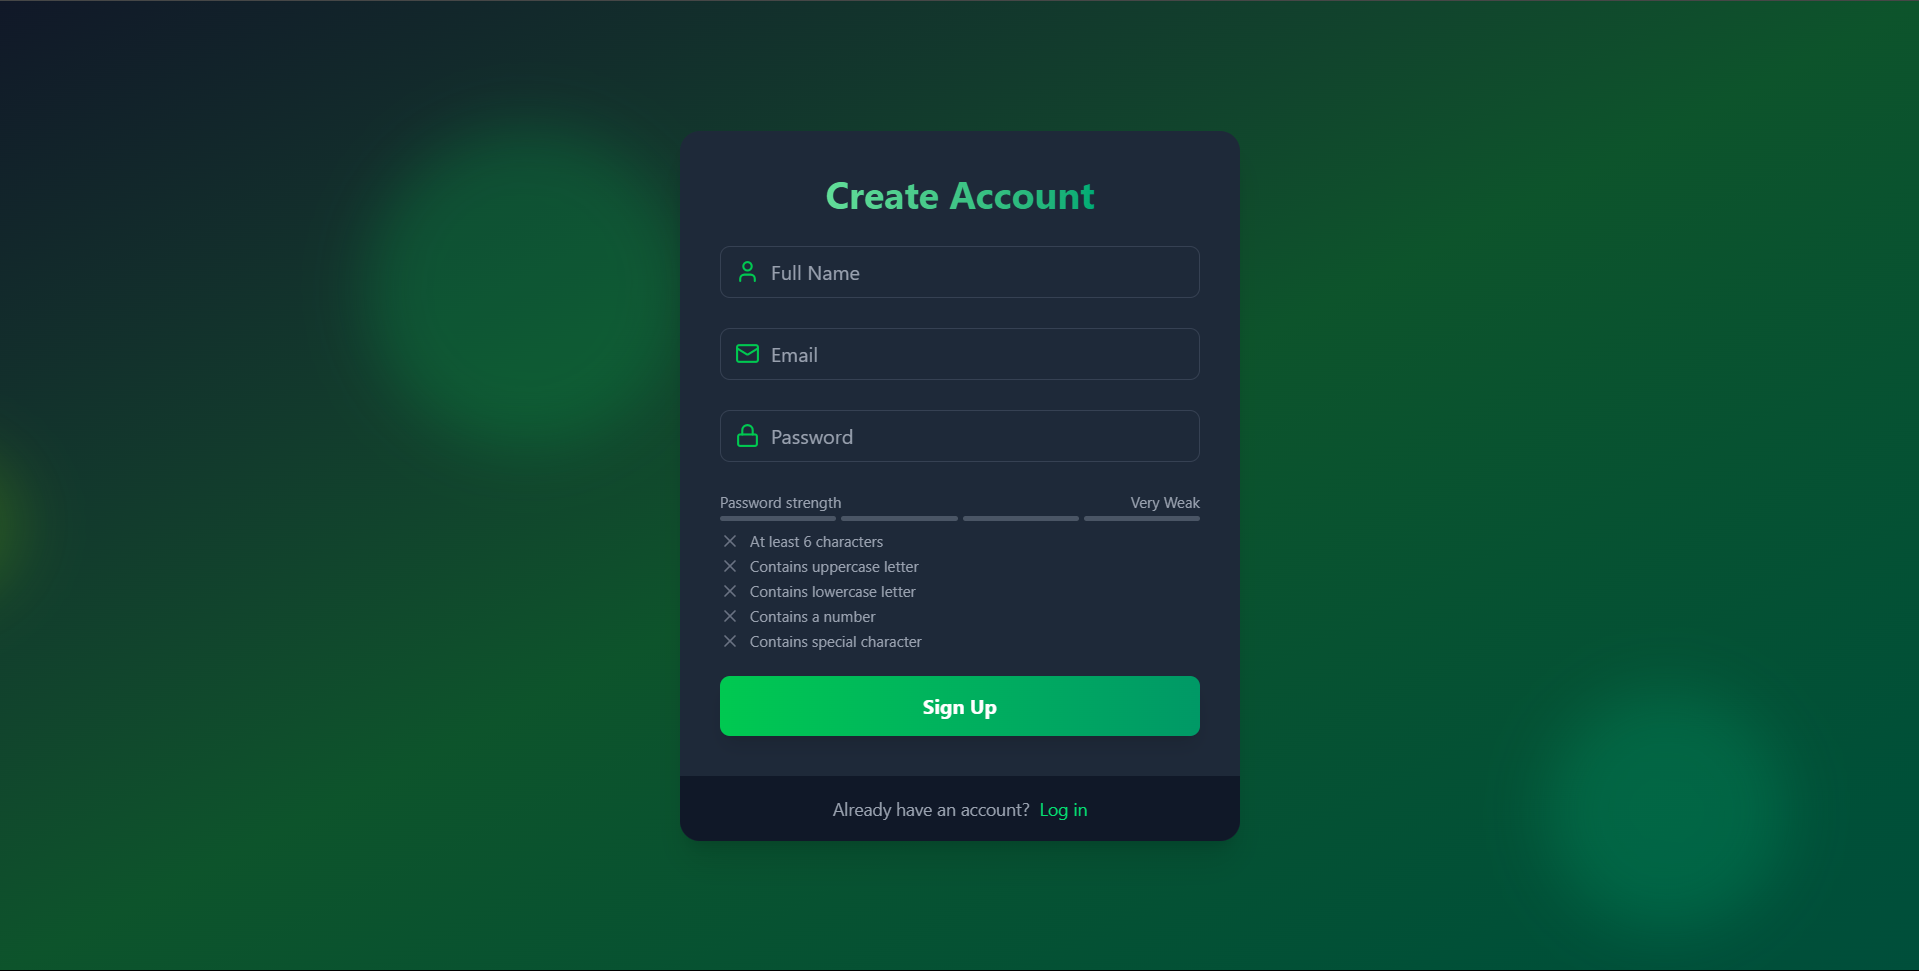 Create Account
Full Name
Email
Password
Password strength Very Weak
At least 6 characters
Contains uppercase letter
Contains lowercase letter
Contains a number
Contains special character
Sign Up
Already have an account? Log in